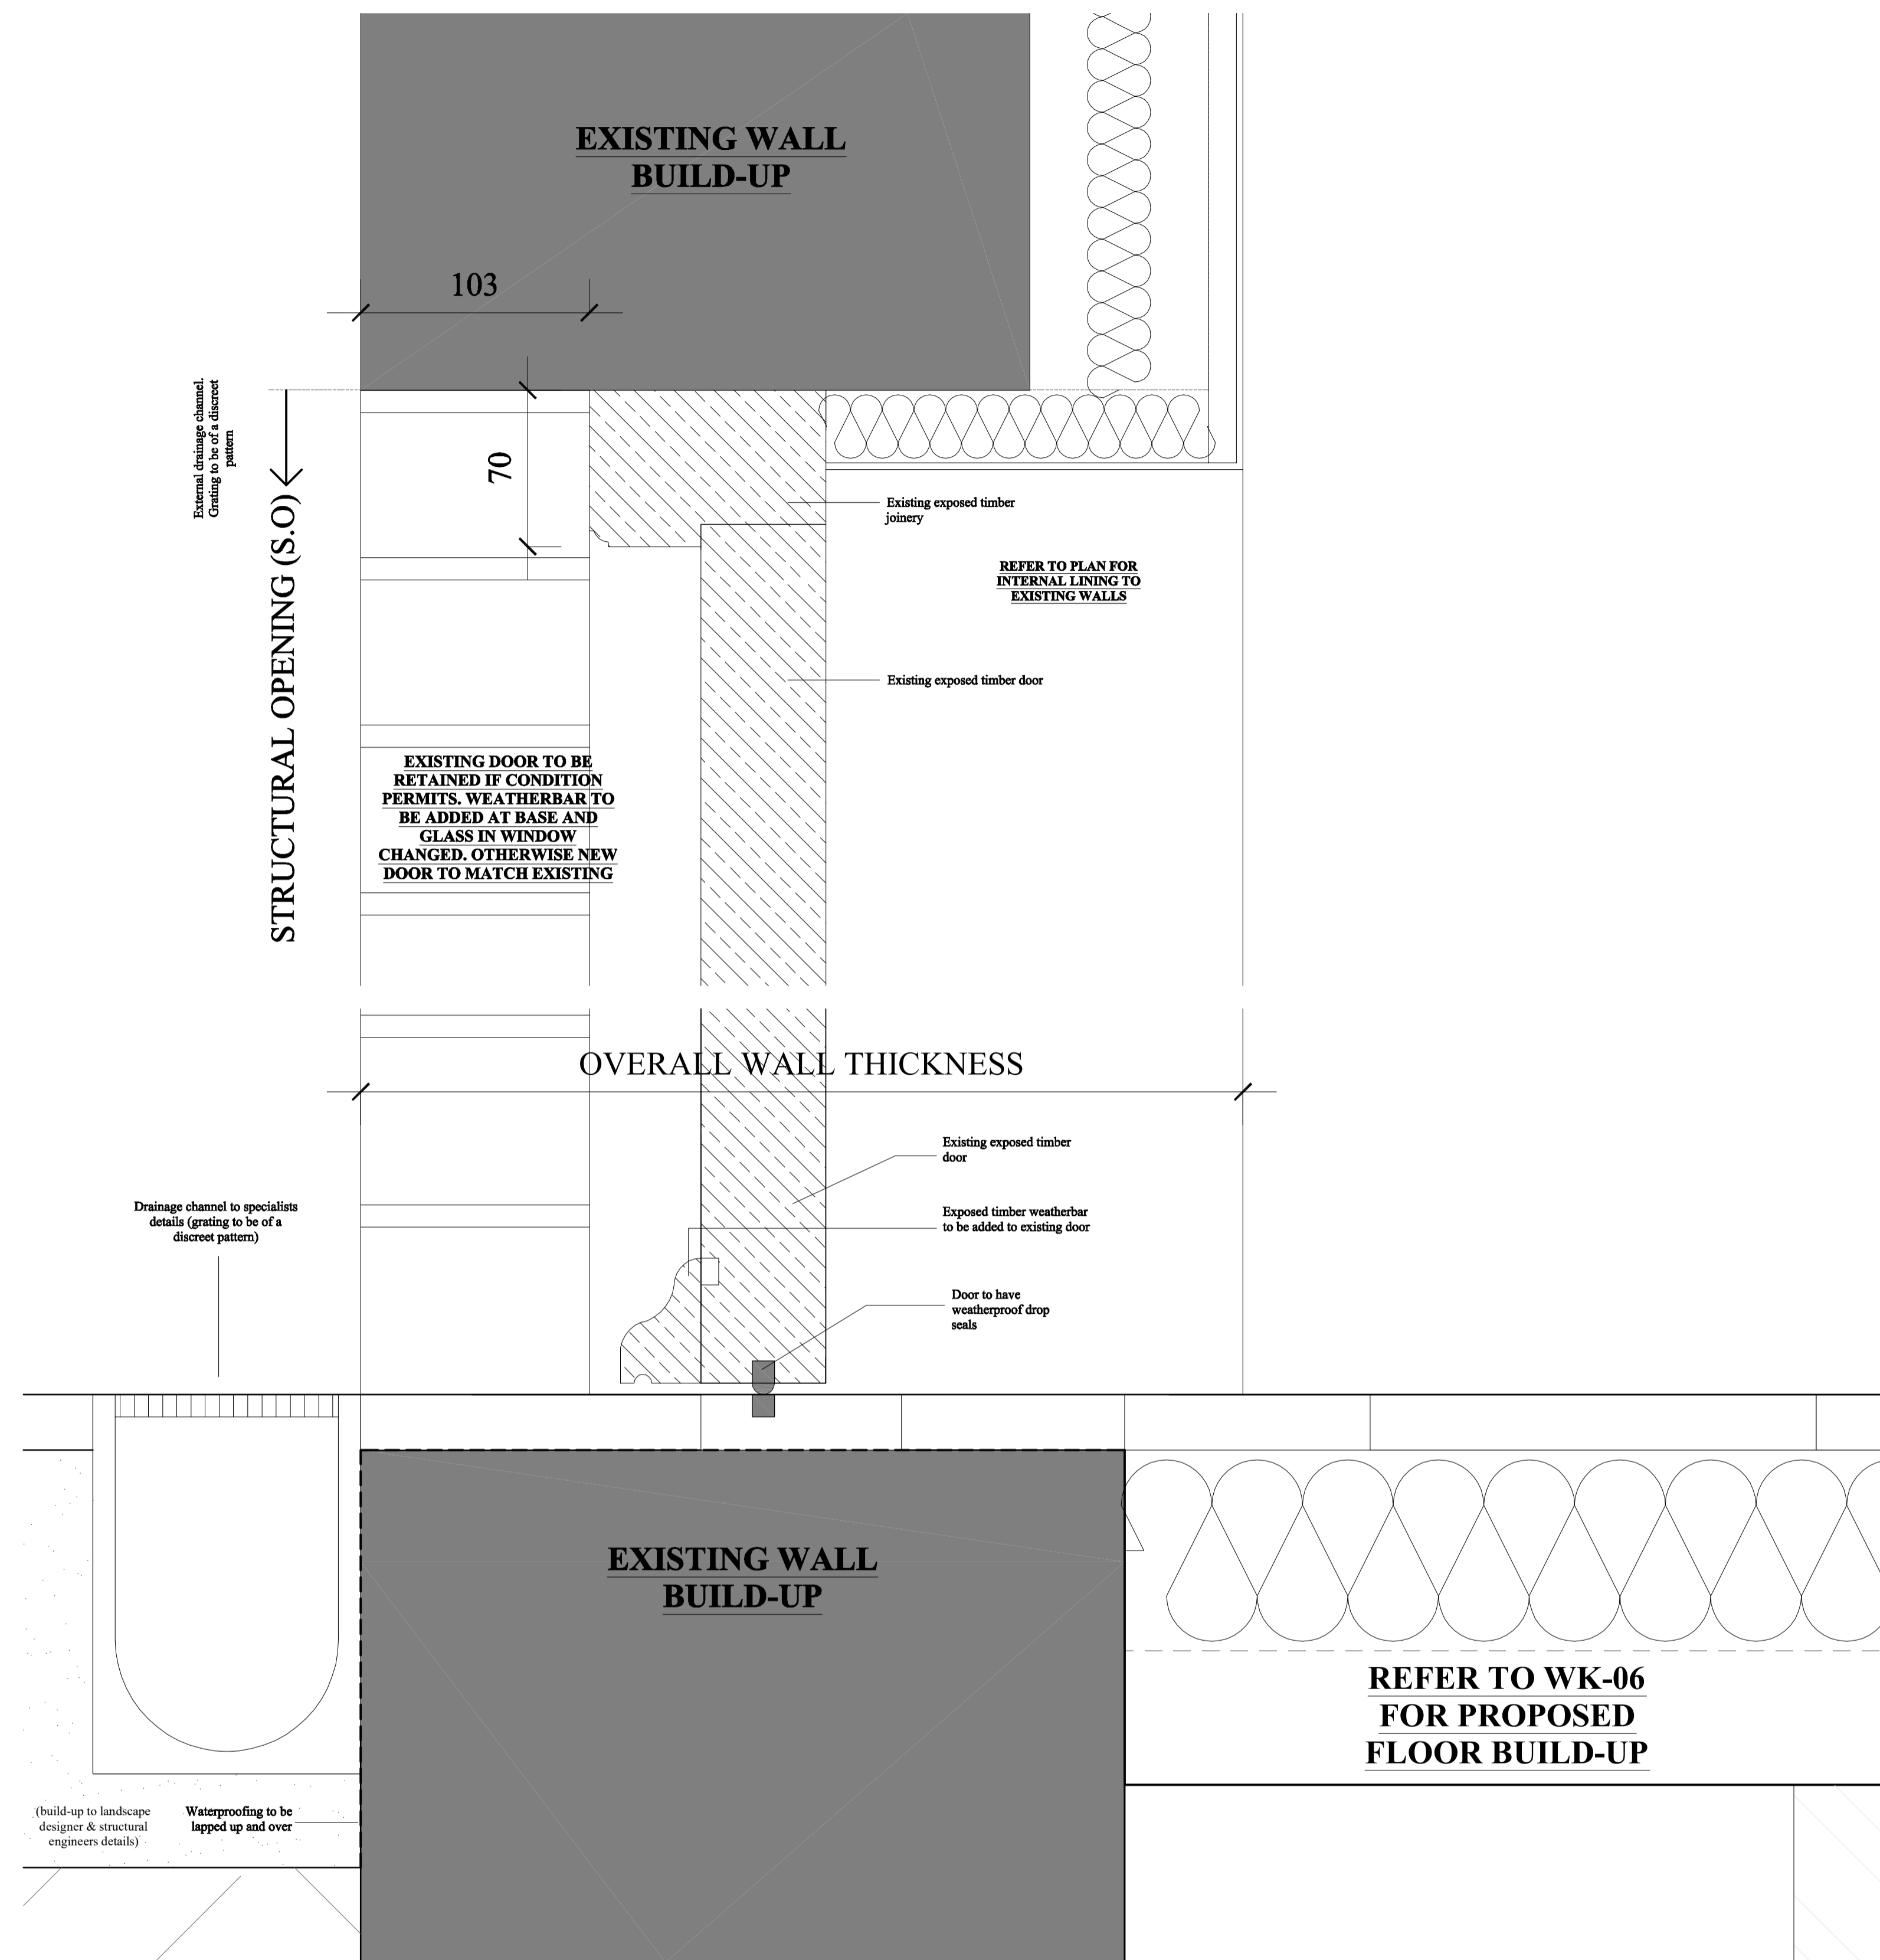 EXISTING WALL
BUILD-UP
103
External drainage channel.
Grating to be of a discreet
pattern
STRUCTURAL OPENING (S.O)
70
Existing exposed timber
joinery
REFER TO PLAN FOR
INTERNAL LINING TO
EXISTING WALLS
Existing exposed timber door
EXISTING DOOR TO BE
RETAINED IF CONDITION
PERMITS. WEATHERBAR TO
BE ADDED AT BASE AND
GLASS IN WINDOW
CHANGED. OTHERWISE NEW
DOOR TO MATCH EXISTING
OVERALL WALL THICKNESS
Existing exposed timber
door
Exposed timber weatherbar
to be added to existing door
Drainage channel to specialists
details (grating to be of a
discreet pattern)
Door to have
weatherproof drop
seals
EXISTING WALL
BUILD-UP
REFER TO WK-06
FOR PROPOSED
FLOOR BUILD-UP
(build-up to landscape
designer & structural
engineers details)
Waterproofing to be
lapped up and over